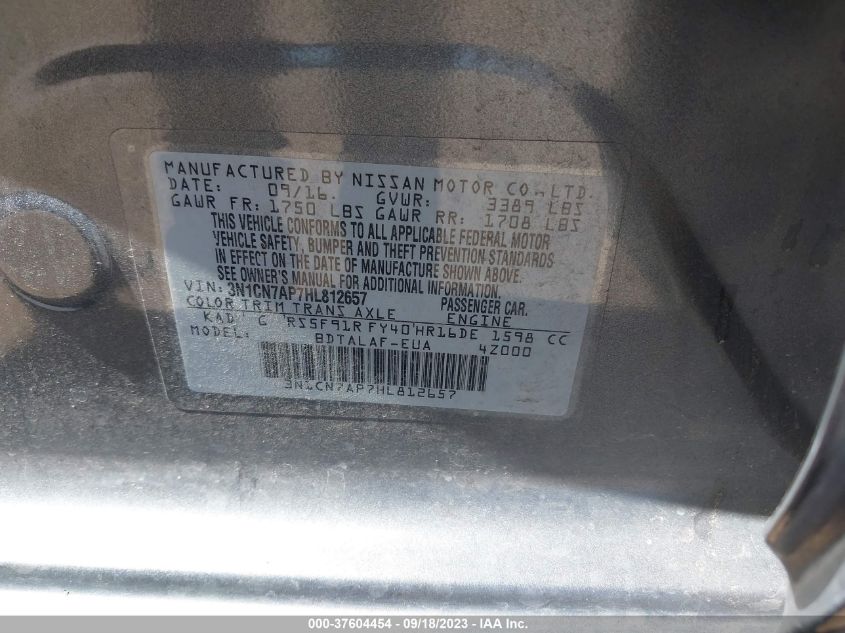 MANUFACTURED BY NISSAN MOTOR CO.,LTD.
DATE: 09/16. GVWR: 3389 LBS
GAWR FR: 1750 LBS GAWR RR: 1708 LBS
THIS VEHICLE CONFORMS TO ALL APPLICABLE FEDERAL MOTOR
VEHICLE SAFETY, BUMPER AND THEFT PREVENTION STANDARDS
IN EFFECT ON THE DATE OF MANUFACTURE SHOWN ABOVE.
SEE OWNER'S MANUAL FOR ADDITIONAL INFORMATION.
VIN: 3N1CN7AP7HL812657 PASSENGER CAR.
COLOR TRIM TRANS AXLE ENGINE
KAD G RS5F91R FY40 HR16DE 1598 CC
MODEL: BDTALAF-EUA 4Z000
3N1CN7AP7HL812657
000-37604454 - 09/18/2023 - IAA Inc.